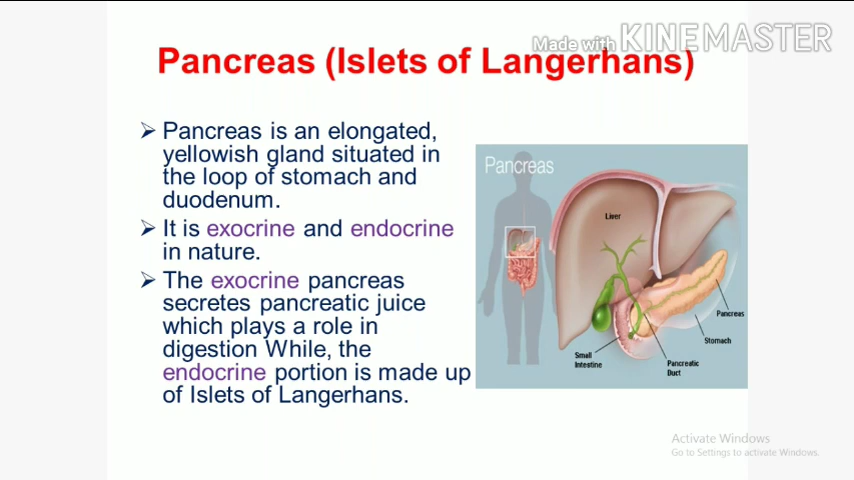 Made with KINEMASTER
Pancreas (Islets of Langerhans)
➢ Pancreas is an elongated,
yellowish gland situated in
the loop of stomach and
duodenum.
➢ It is exocrine and endocrine
in nature.
➢ The exocrine pancreas
secretes pancreatic juice
which plays a role in
digestion While, the
endocrine portion is made up
of Islets of Langerhans.
Pancreas
Liver
Pancreas
Stomach
Small
Intestine
Pancreatic
Duct
Activate Windows
Go to Settings to activate Windows.